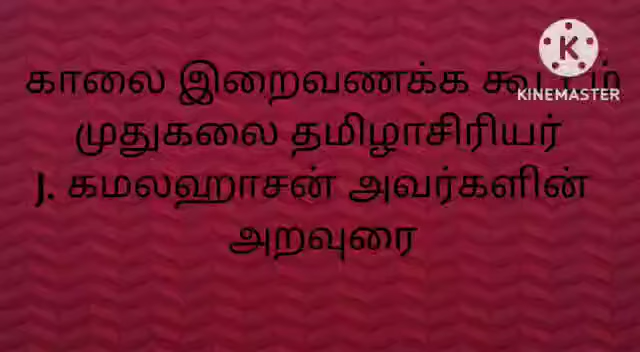 காலை இறைவணக்க
KINEMASTER
முதுகலை தமிழாசிரியர்
J. கமலஹாசன் அவர்களின்
அறவுரை